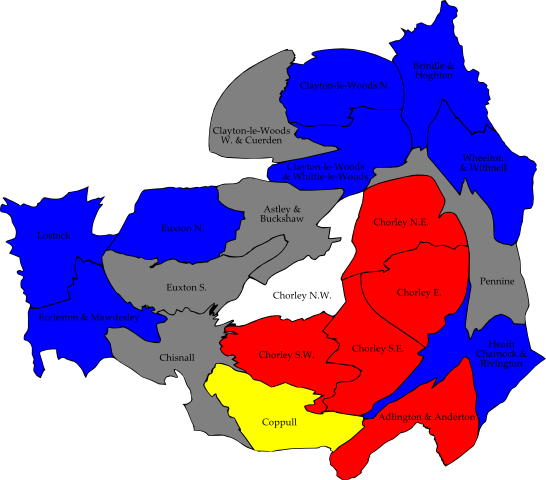 Brindle &
Hoghton
Clayton-le-Woods N.
Clayton-le-Woods
W. & Cuerden
Clayton-le-Woods
& Whittle-le-Woods
Wheelton
& Withnell
Astley &
Buckshaw
Chorley N.E.
Lostock
Euxton N.
Pennine
Euxton S.
Chorley N.W.
Chorley E.
Eccleston & Mawdesley
Chisnall
Chorley S.W.
Chorley S.E.
Heath
Charnock &
Rivington
Coppull
Adlington & Anderton